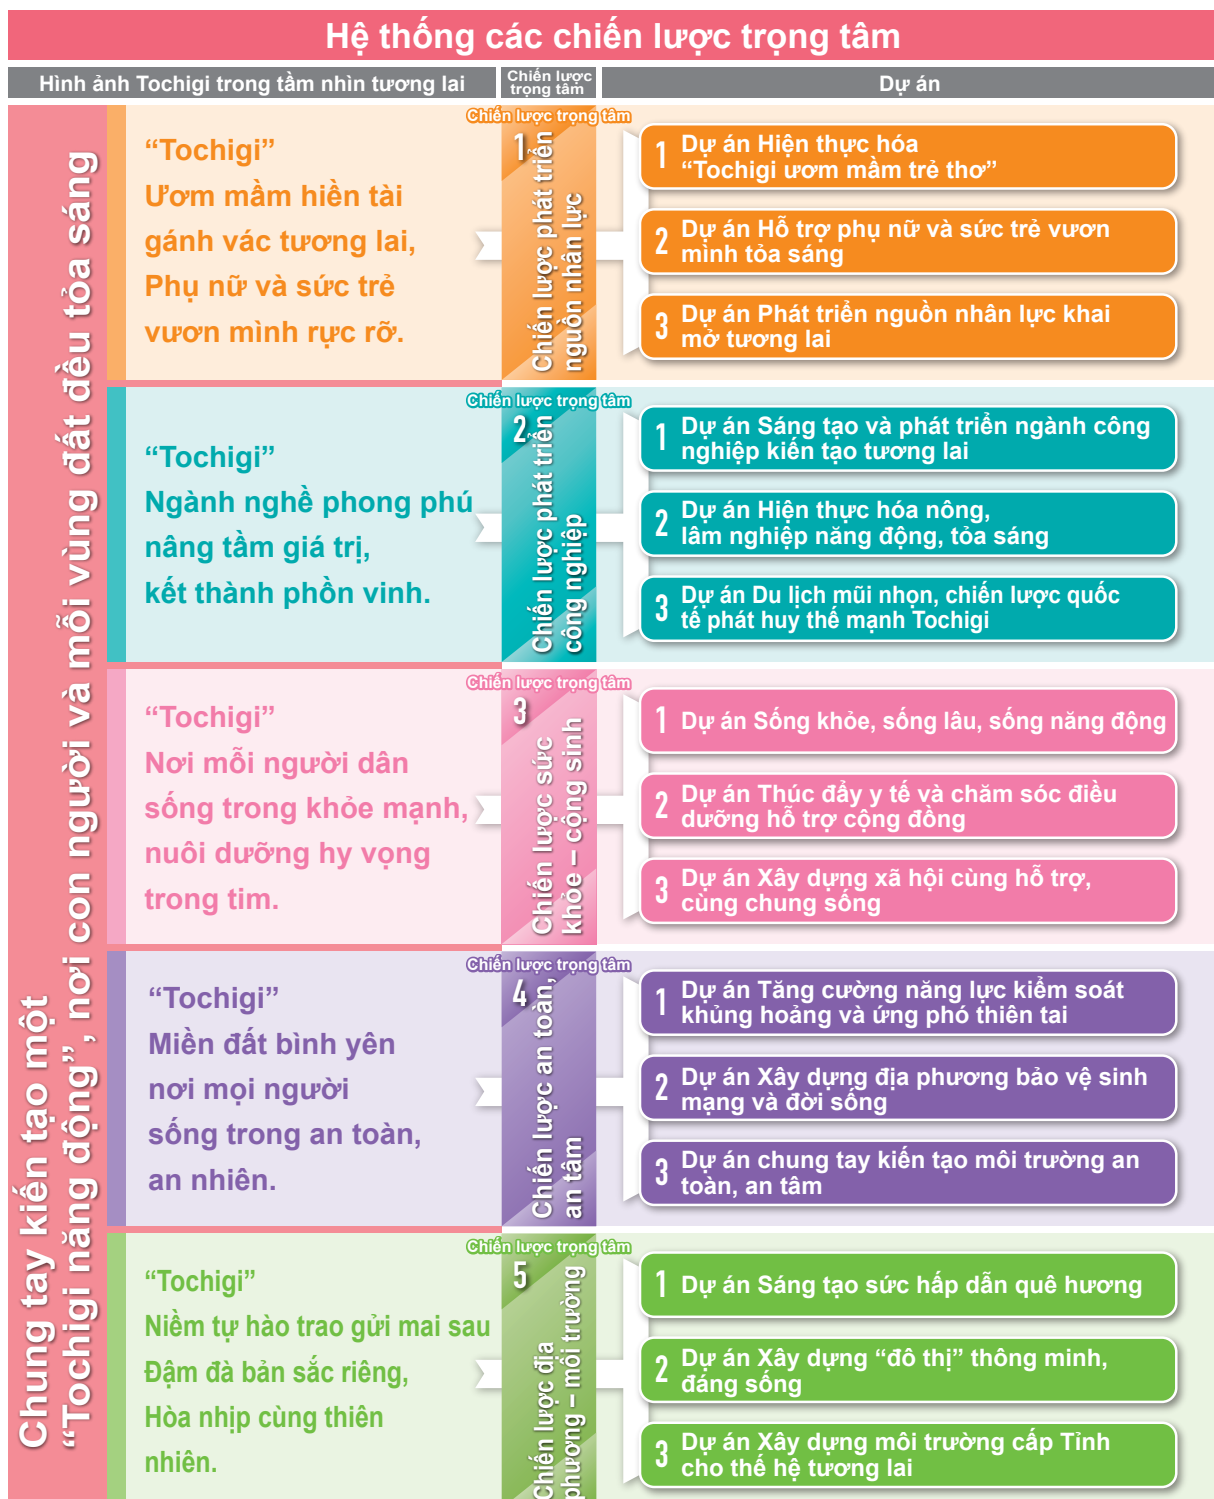 Hệ thống các chiến lược trọng tâm
Hình ảnh Tochigi trong tầm nhìn tương lai
Chiến lược
trọng tâm
Dự án
Chung tay kiến tạo một
“Tochigi năng động”, nơi con người và mỗi vùng đất đều tỏa sáng
“Tochigi”
Ươm mầm hiền tài
gánh vác tương lai,
Phụ nữ và sức trẻ
vươn mình rực rỡ.
Chiến lược trọng tâm
1
Chiến lược phát triển
nguồn nhân lực
1 Dự án Hiện thực hóa
“Tochigi ươm mầm trẻ thơ”
2 Dự án Hỗ trợ phụ nữ và sức trẻ vươn
mình tỏa sáng
3 Dự án Phát triển nguồn nhân lực khai
mở tương lai
“Tochigi”
Ngành nghề phong phú
nâng tầm giá trị,
kết thành phồn vinh.
Chiến lược trọng tâm
2
Chiến lược phát triển
công nghiệp
1 Dự án Sáng tạo và phát triển ngành công
nghiệp kiến tạo tương lai
2 Dự án Hiện thực hóa nông,
lâm nghiệp năng động, tỏa sáng
3 Dự án Du lịch mũi nhọn, chiến lược quốc
tế phát huy thế mạnh Tochigi
“Tochigi”
Nơi mỗi người dân
sống trong khỏe mạnh,
nuôi dưỡng hy vọng
trong tim.
Chiến lược trọng tâm
3
Chiến lược sức
khỏe – cộng sinh
1 Dự án Sống khỏe, sống lâu, sống năng động
2 Dự án Thúc đẩy y tế và chăm sóc điều
dưỡng hỗ trợ cộng đồng
3 Dự án Xây dựng xã hội cùng hỗ trợ,
cùng chung sống
“Tochigi”
Miền đất bình yên
nơi mọi người
sống trong an toàn,
an nhiên.
Chiến lược trọng tâm
4
Chiến lược an toàn,
an tâm
1 Dự án Tăng cường năng lực kiểm soát
khủng hoảng và ứng phó thiên tai
2 Dự án Xây dựng địa phương bảo vệ sinh
mạng và đời sống
3 Dự án chung tay kiến tạo môi trường an
toàn, an tâm
“Tochigi”
Niềm tự hào trao gửi mai sau
Đậm đà bản sắc riêng,
Hòa nhịp cùng thiên
nhiên.
Chiến lược trọng tâm
5
Chiến lược địa
phương – môi trường
1 Dự án Sáng tạo sức hấp dẫn quê hương
2 Dự án Xây dựng “đô thị” thông minh,
đáng sống
3 Dự án Xây dựng môi trường cấp Tỉnh
cho thế hệ tương lai